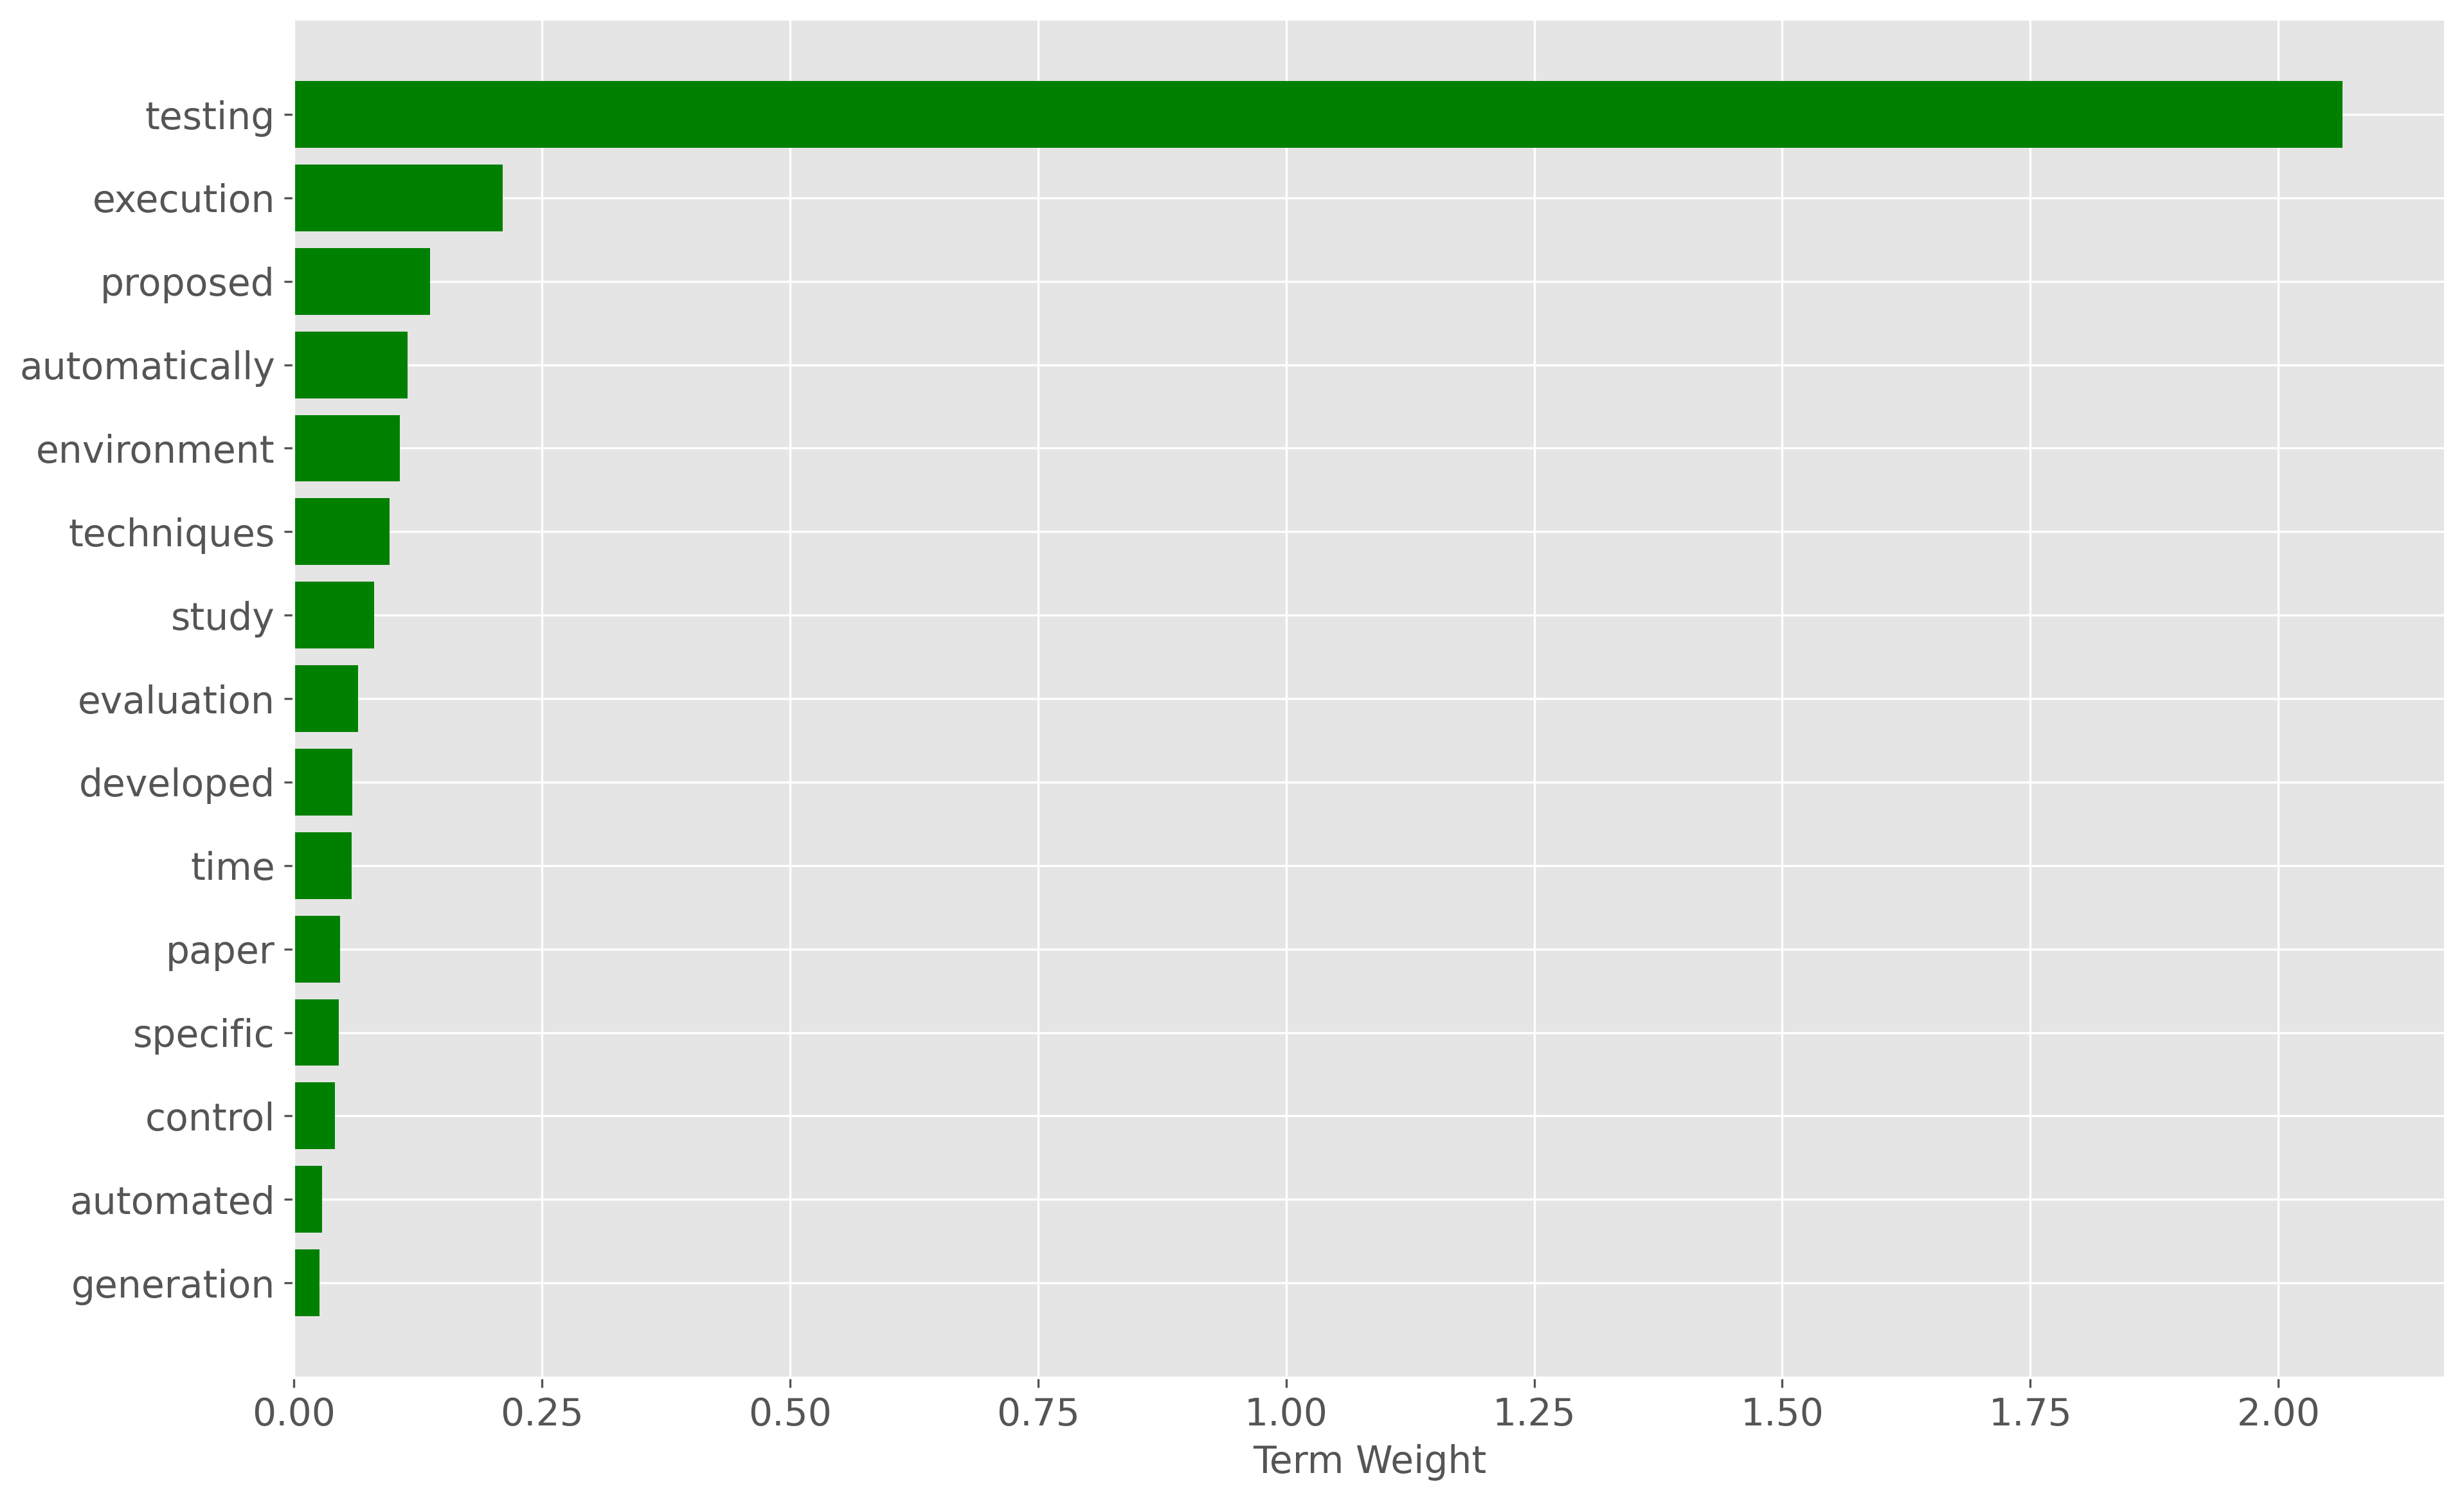 testing
execution
proposed
automatically
environment
techniques
study
evaluation
developed
time
paper
specific
control
automated
generation
0.00 0.25 0.50 0.75 1.00 1.25 1.50 1.75 2.00
Term Weight